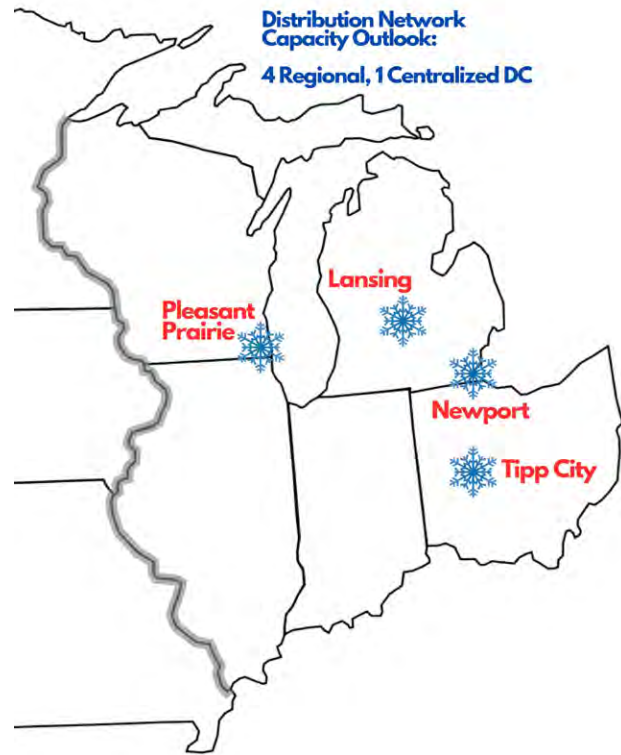 Distribution Network
Capacity Outlook:
4 Regional, 1 Centralized DC
Lansing
Pleasant
Prairie
Newport
Tipp City